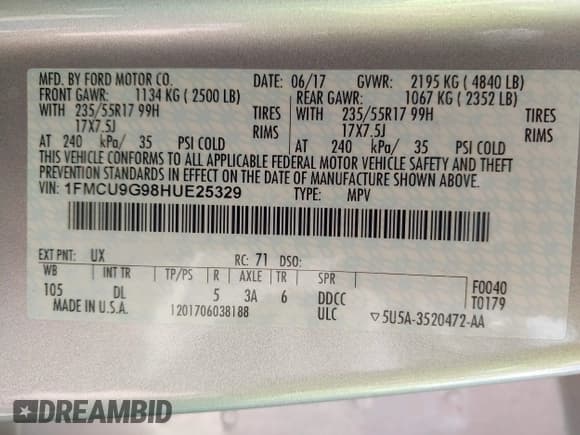 MFD. BY FORD MOTOR CO. DATE: 06/17 GVWR: 2195 KG ( 4840 LB)
FRONT GAWR: 1134 KG ( 2500 LB) REAR GAWR: 1067 KG ( 2352 LB)
WITH 235/55R17 99H TIRES WITH 235/55R17 99H TIRES
17X7.5J RIMS 17X7.5J RIMS
AT 240 kPa/ 35 PSI COLD AT 240 kPa/ 35 PSI COLD
THIS VEHICLE CONFORMS TO ALL APPLICABLE FEDERAL MOTOR VEHICLE SAFETY AND THEFT
PREVENTION STANDARDS IN EFFECT ON THE DATE OF MANUFACTURE SHOWN ABOVE.
VIN: 1FMCU9G98HUE25329 TYPE: MPV
EXT PNT: UX RC: 71 DSO:
WB INT TR TP/PS R AXLE TR SPR F0040
105 DL 5 3A 6 DDCC T0179
MADE IN U.S.A. 1201706038188 ULC ▽5U5A-3520472-AA
DREAMBID